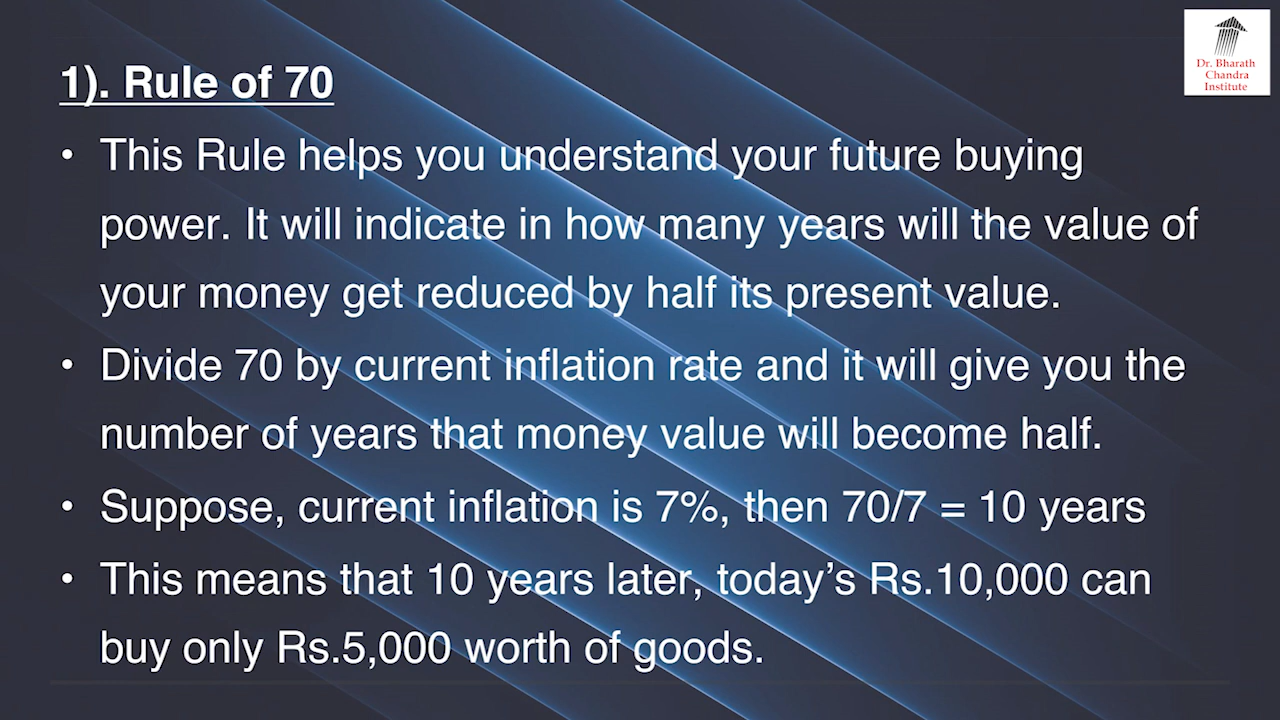 Dr. Bharath
Chandra
Institute
1). Rule of 70
• This Rule helps you understand your future buying
power. It will indicate in how many years will the value of
your money get reduced by half its present value.
• Divide 70 by current inflation rate and it will give you the
number of years that money value will become half.
• Suppose, current inflation is 7%, then 70/7 = 10 years
• This means that 10 years later, today’s Rs.10,000 can
buy only Rs.5,000 worth of goods.